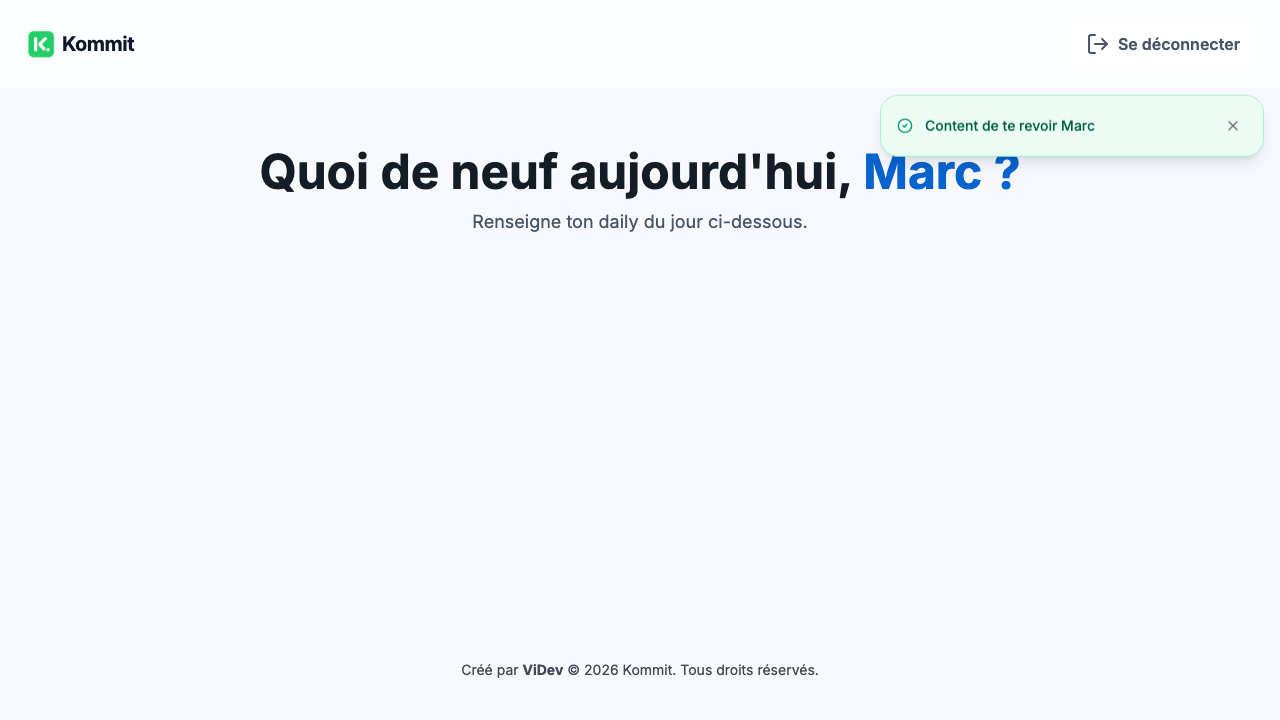 Kommit
Se déconnecter
Content de te revoir Marc
Quoi de neuf aujourd'hui, Marc ?
Renseigne ton daily du jour ci-dessous.
Créé par ViDev © 2026 Kommit. Tous droits réservés.